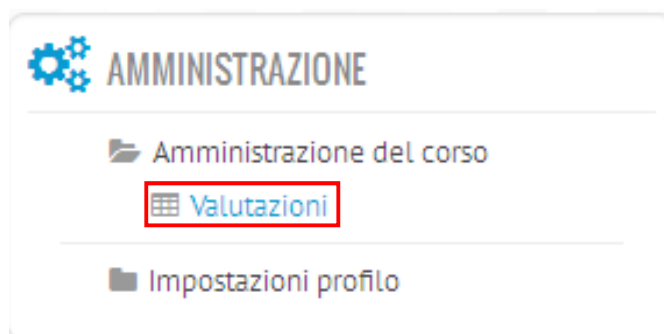 AMMINISTRAZIONE
Amministrazione del corso
Valutazioni
Impostazioni profilo